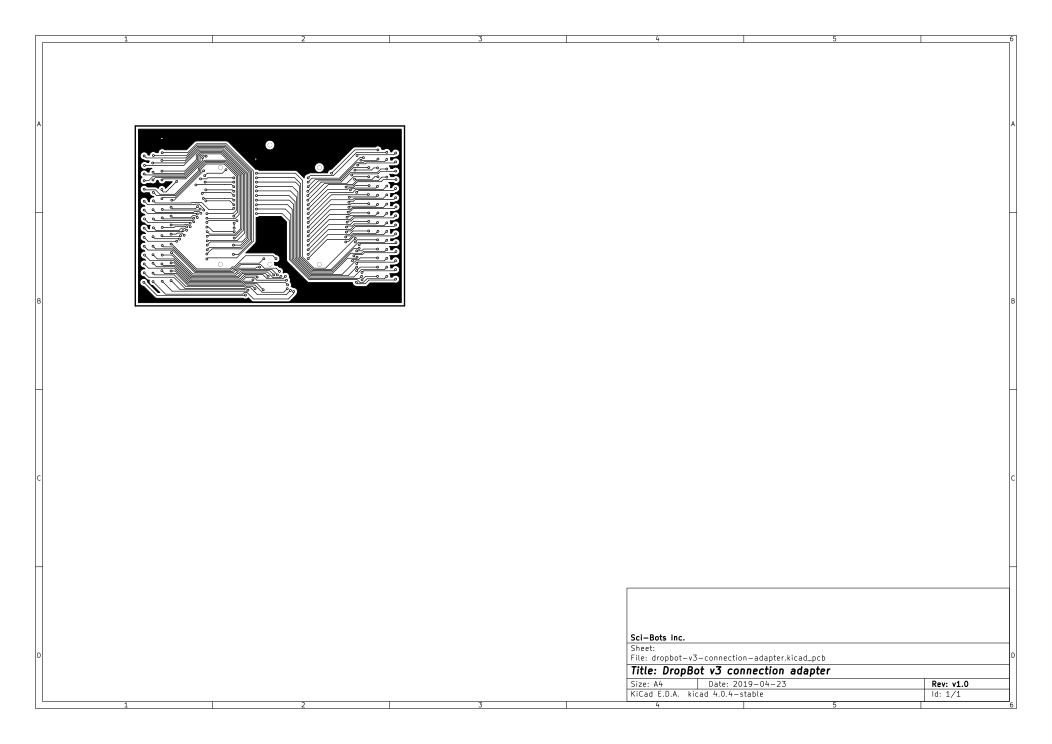 1 2 3 4 5 6
A A
B B
C C
Sci-Bots Inc.
Sheet:
D D
File: dropbot-v3-connection-adapter.kicad_pcb
Title: DropBot v3 connection adapter
Size: A4 Date: 2019-04-23 Rev: v1.0
KiCad E.D.A. kicad 4.0.4-stable Id: 1/1
1 2 3 4 5 6